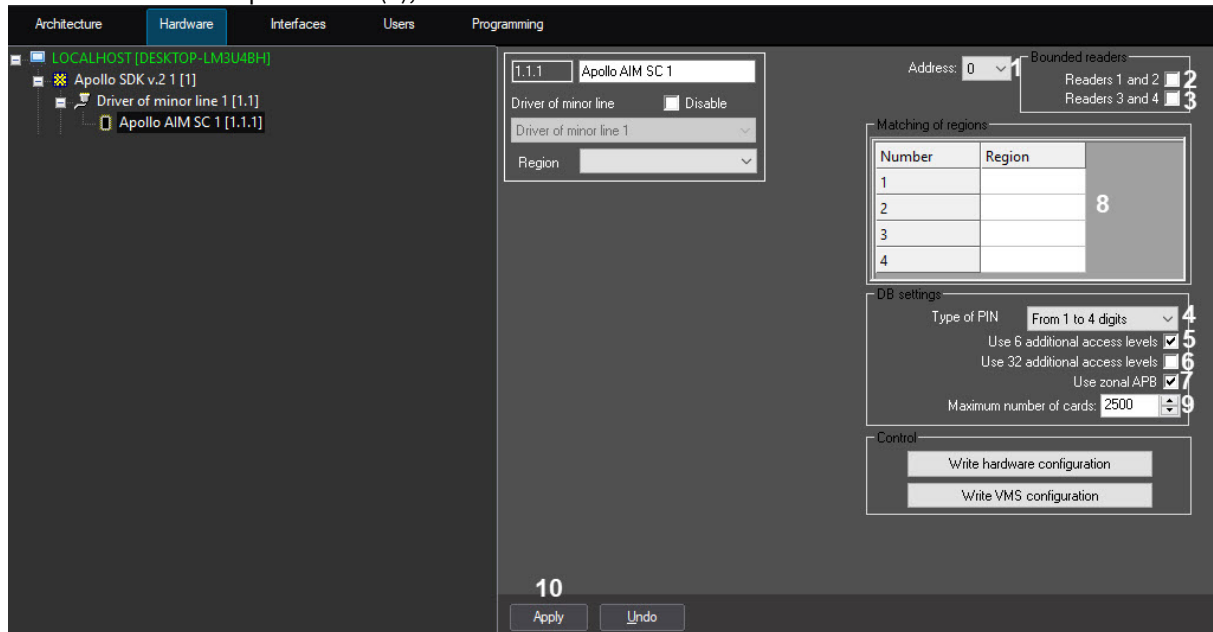 Architecture Hardware Interfaces Users Programming
LOCALHOST [DESKTOP-LM3U4BH]
Apollo SDK v.2 1 [1]
Driver of minor line 1 [1.1]
Apollo AIM SC 1 [1.1.1]
1.1.1 Apollo AIM SC 1
Driver of minor line Disable
Driver of minor line 1
Region
Address: 0 1
Bounded readers
Readers 1 and 2 2
Readers 3 and 4 3
Matching of regions
Number Region
1
2
3
4
8
DB settings
Type of PIN From 1 to 4 digits 4
Use 6 additional access levels 5
Use 32 additional access levels 6
Use zonal APB 7
Maximum number of cards: 2500 9
Control
Write hardware configuration
Write VMS configuration
10
Apply Undo